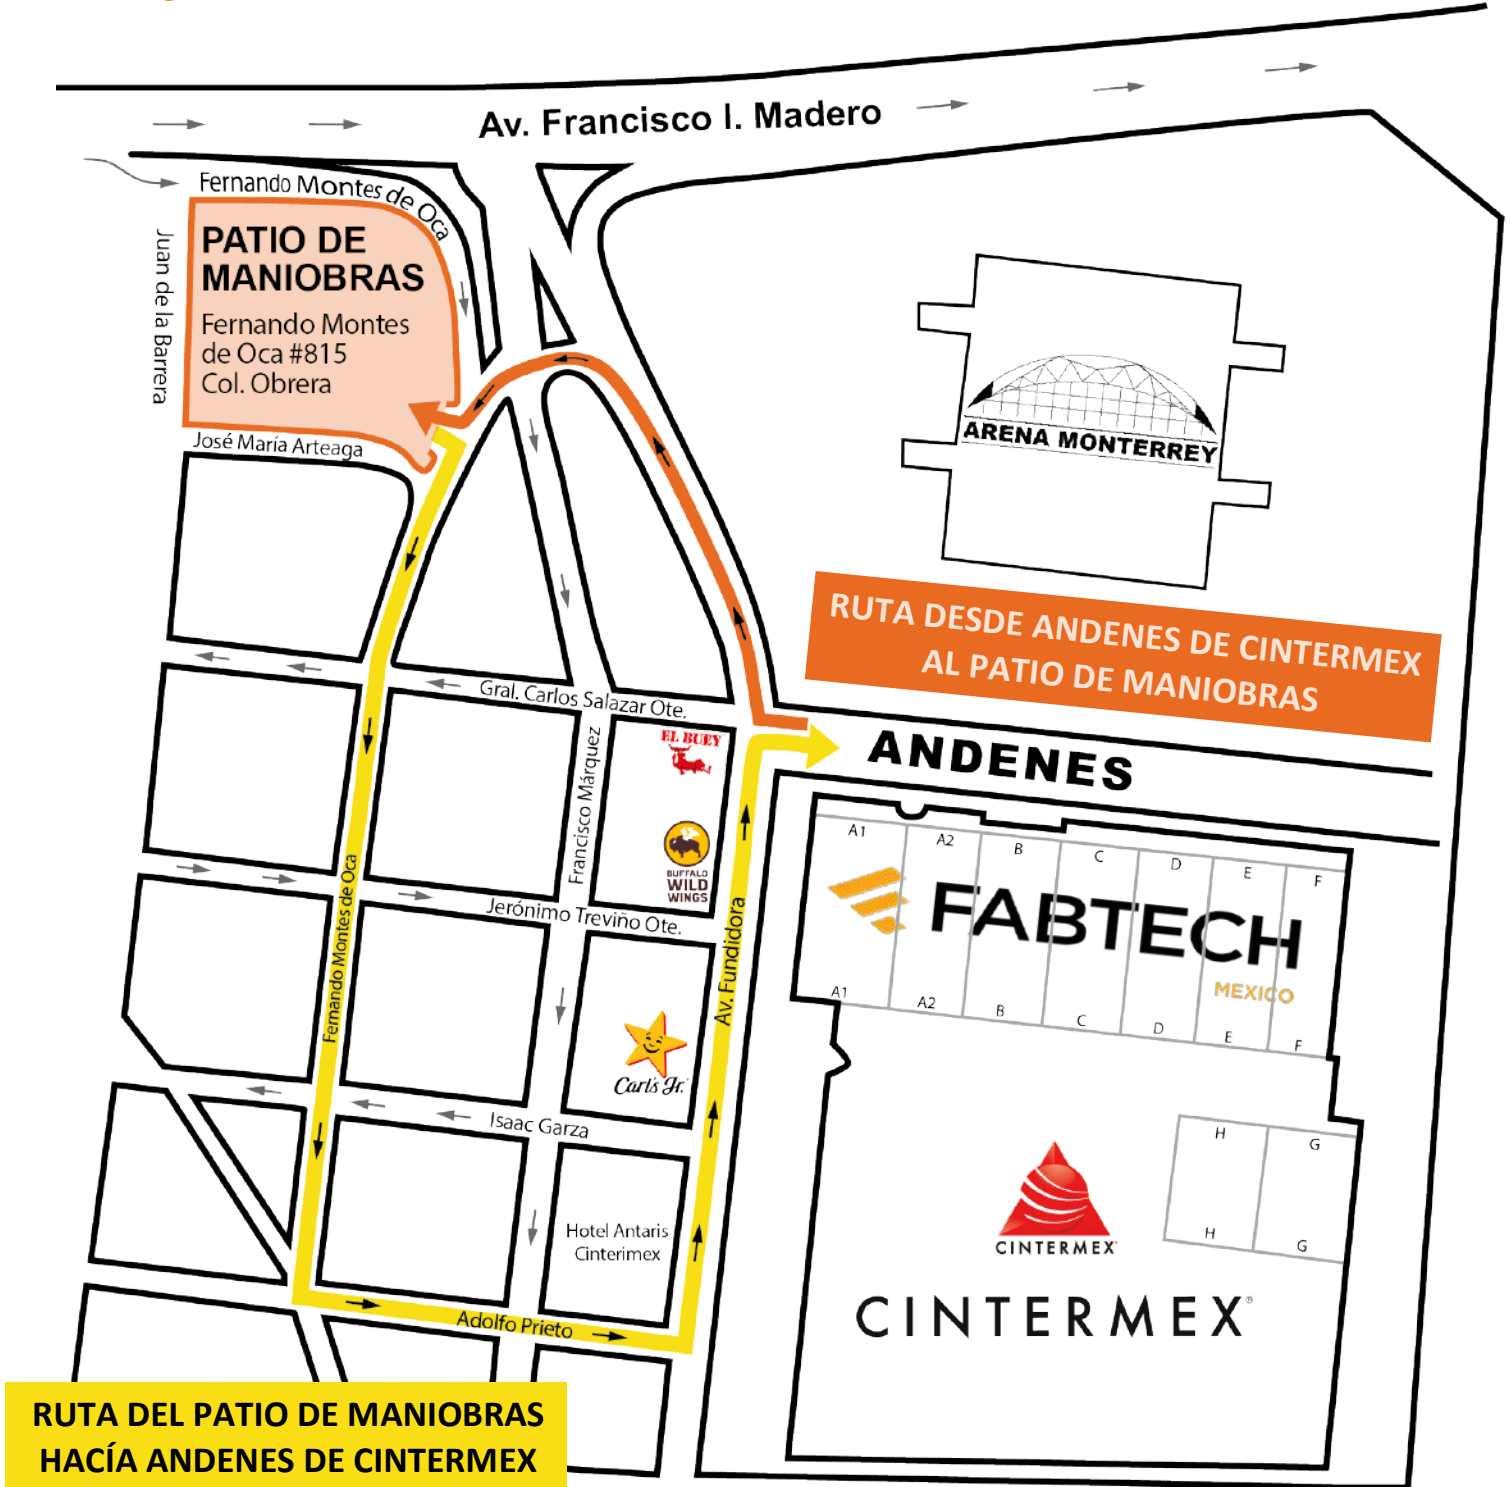 Av. Francisco I. Madero
Fernando Montes de Oca
PATIO DE
MANIOBRAS
Fernando Montes
de Oca #815
Col. Obrera
Juan de la Barrera
José María Arteaga
ARENA MONTERREY
RUTA DESDE ANDENES DE CINTERMEX
AL PATIO DE MANIOBRAS
Gral. Carlos Salazar Ote.
EL BUEY
ANDENES
Francisco Márquez
BUFFALO
WILD
WINGS
A1 A2 B C D E F
FABTECH
MEXICO
A1 A2 B C D E F
Fernando Montes de Oca
Jerónimo Treviño Ote.
Av. Fundidora
Carl's Jr.
Isaac Garza
H G
H G
Hotel Antaris
Cinterimex
CINTERMEX
CINTERMEX®
Adolfo Prieto
RUTA DEL PATIO DE MANIOBRAS
HACÍA ANDENES DE CINTERMEX